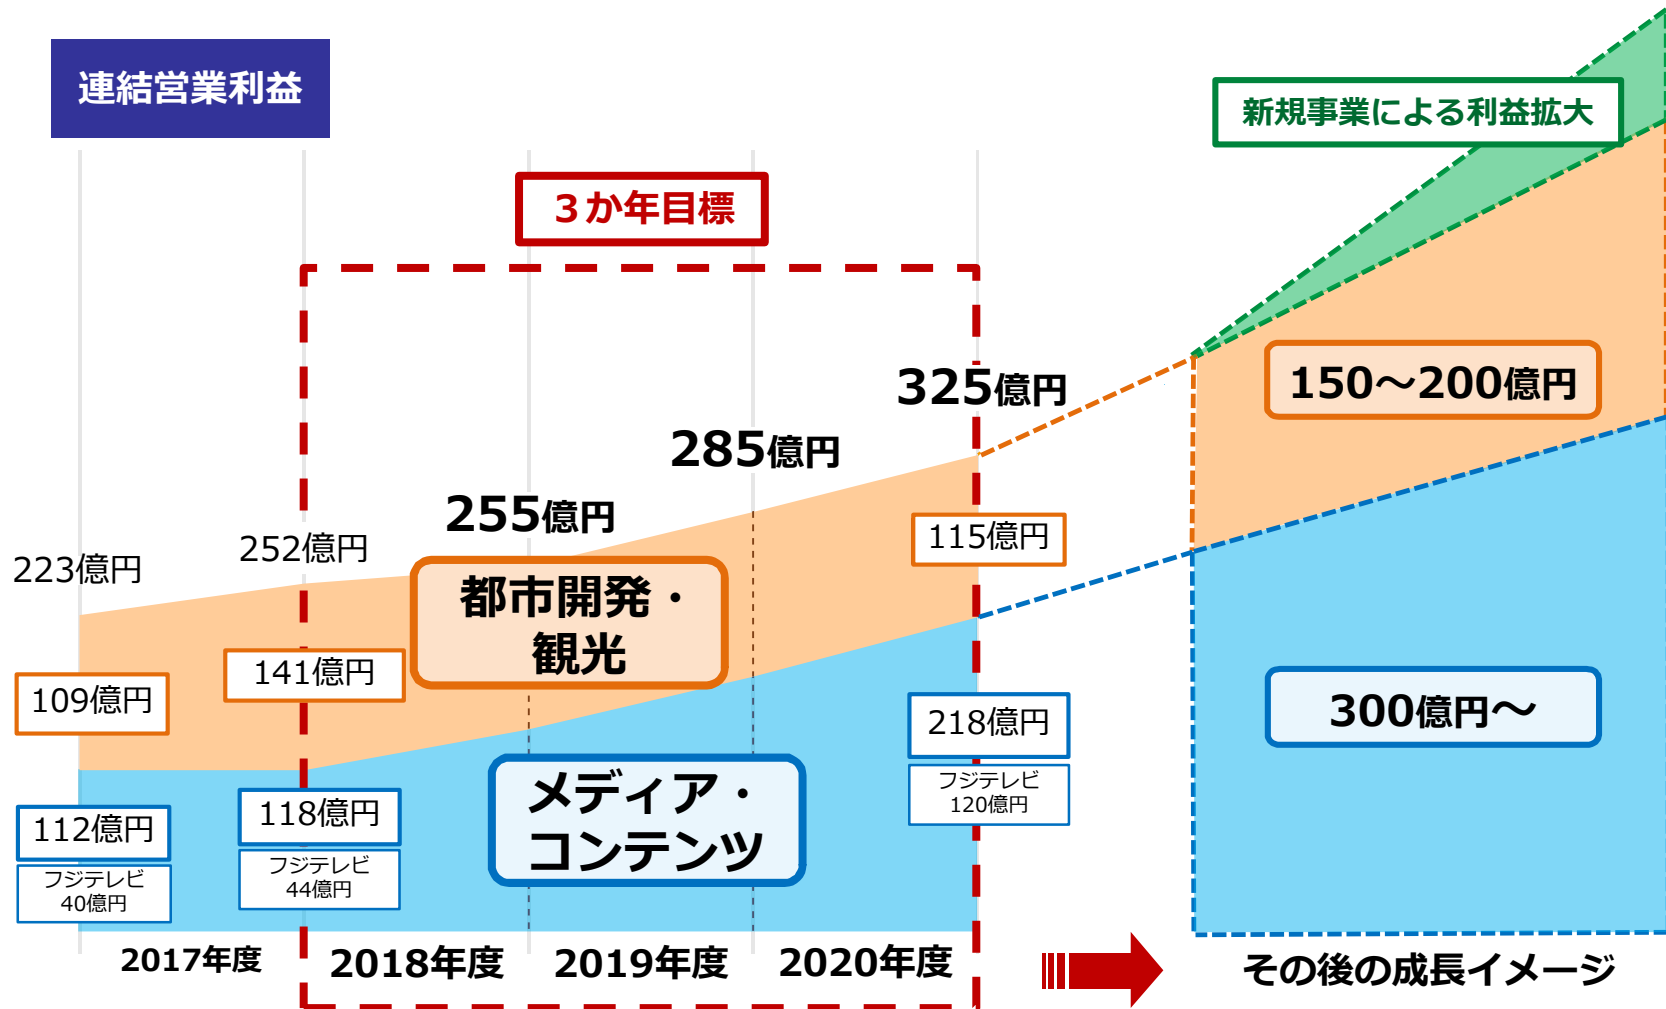 連結営業利益
新規事業による利益拡大
３か年目標
325億円
150～200億円
285億円
255億円
252億円
223億円
115億円
都市開発・
観光
141億円
109億円
218億円
フジテレビ
120億円
300億円～
メディア・
コンテンツ
118億円
フジテレビ
44億円
112億円
フジテレビ
40億円
2017年度
2018年度
2019年度
2020年度
その後の成長イメージ